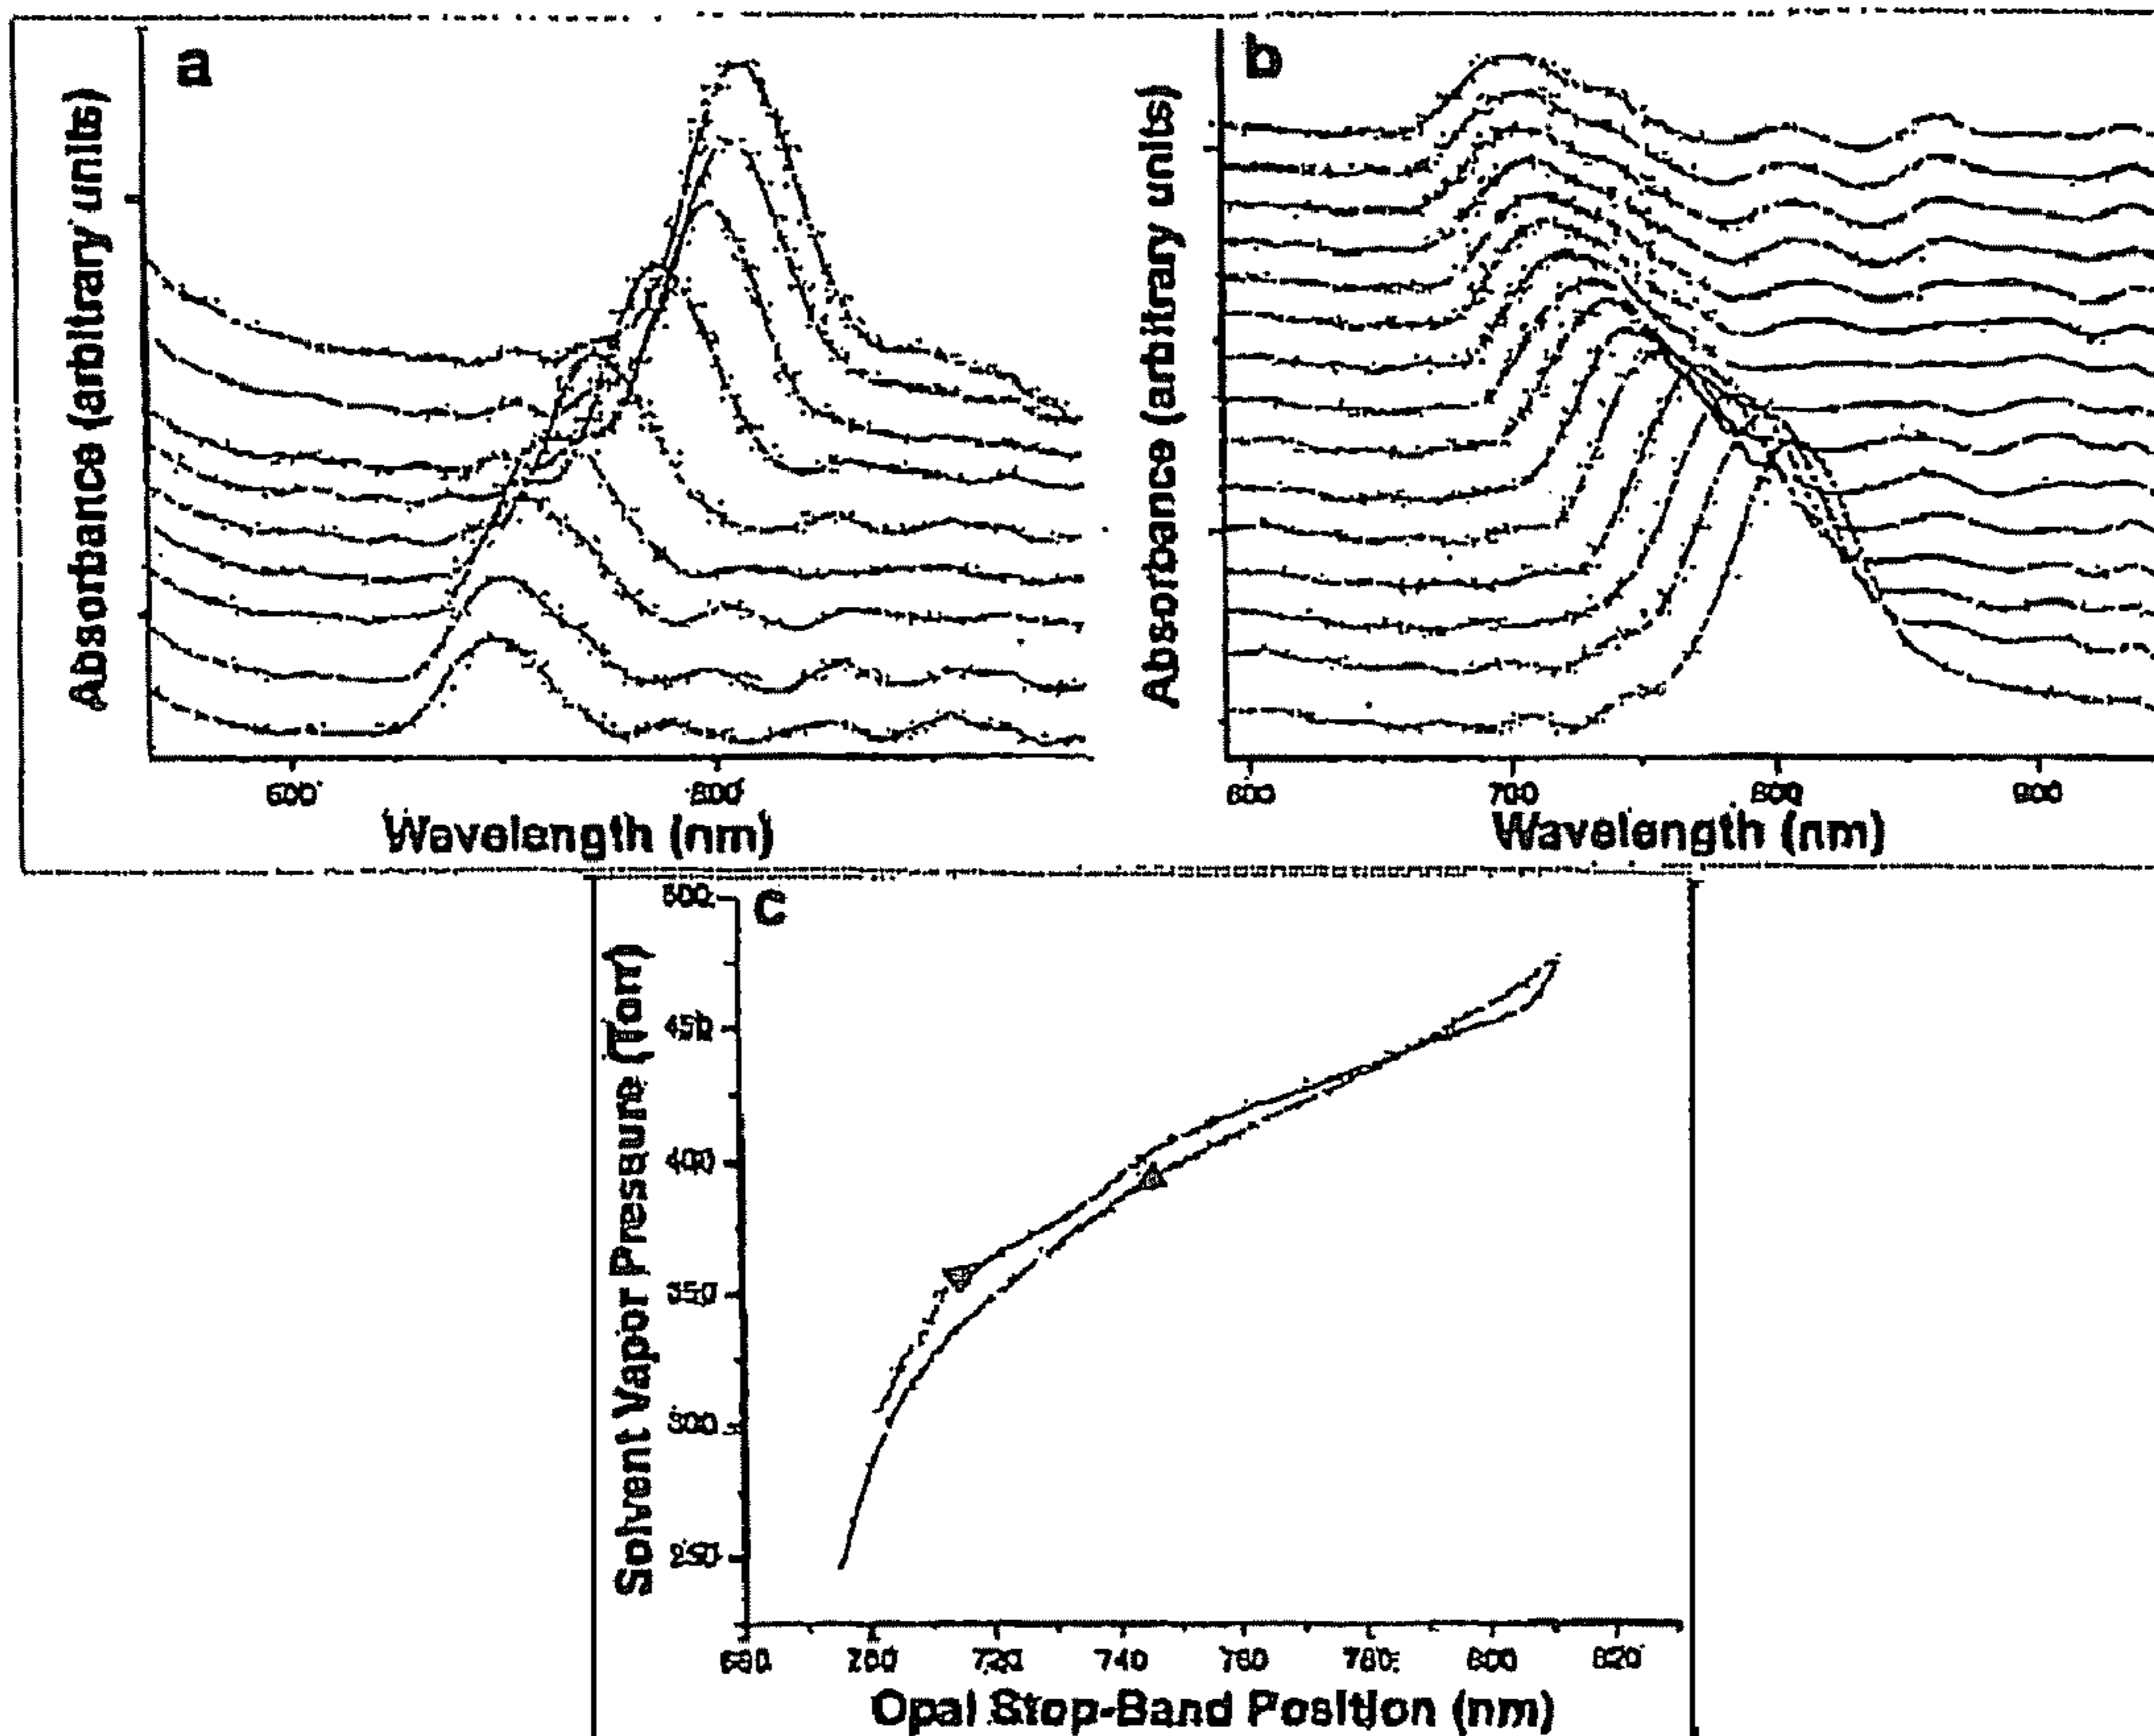 a
Absorbance (arbitrary units)
600
800
Wavelength (nm)
b
Absorbance (arbitrary units)
600
700
800
900
Wavelength (nm)
c
Solvent Vapor Pressure (Torr)
500
450
400
350
300
250
680
700
720
740
760
780
800
820
Opal Stop-Band Position (nm)